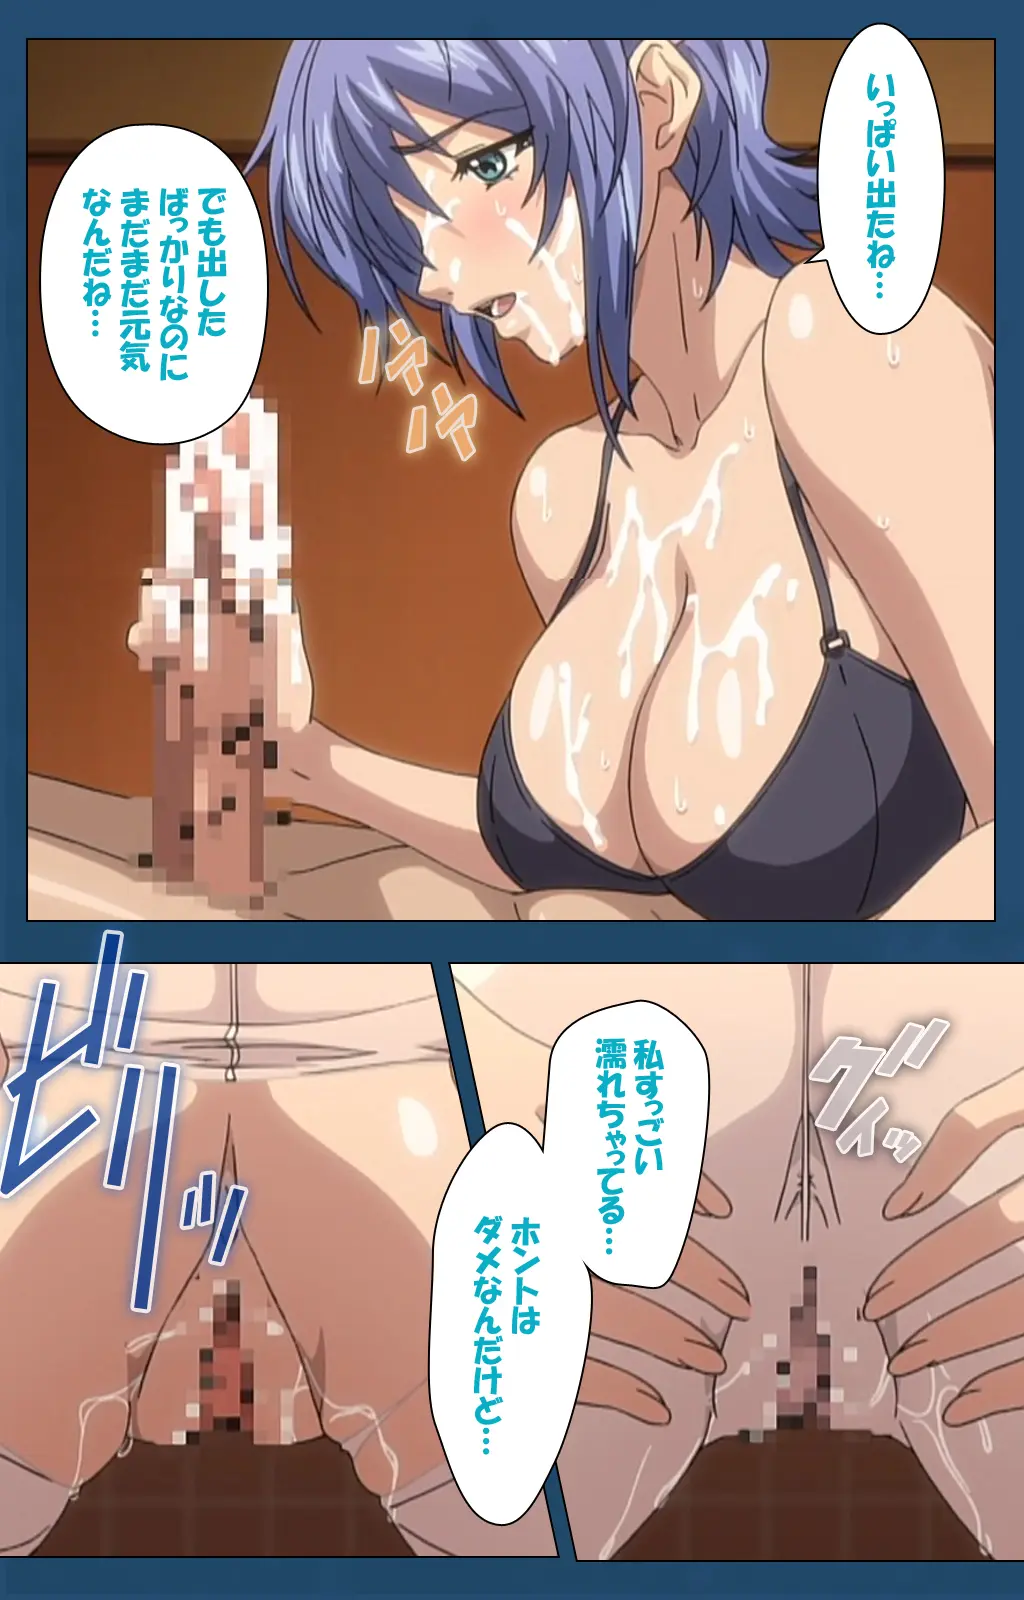 いっぱい出たね…
でも出した
ばっかりなのに
まだまだ元気
なんだね…
ハァ
ハァ
私すっごい
濡れちゃってる…
ホントは
ダメなんだけど…
ビビッ
グイッ